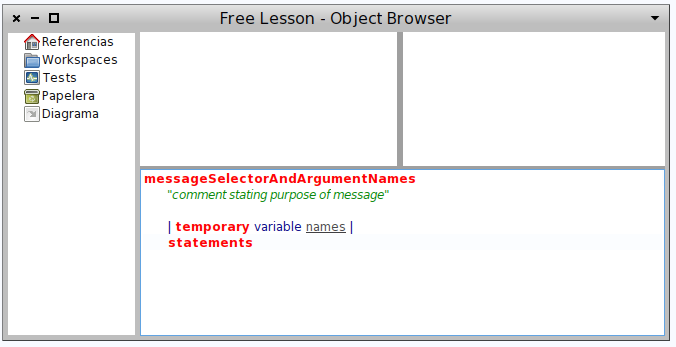 Free Lesson - Object Browser
Referencias
Workspaces
Tests
Papelera
Diagrama
messageSelectorAndArgumentNames
"comment stating purpose of message"
| temporary variable names |
statements